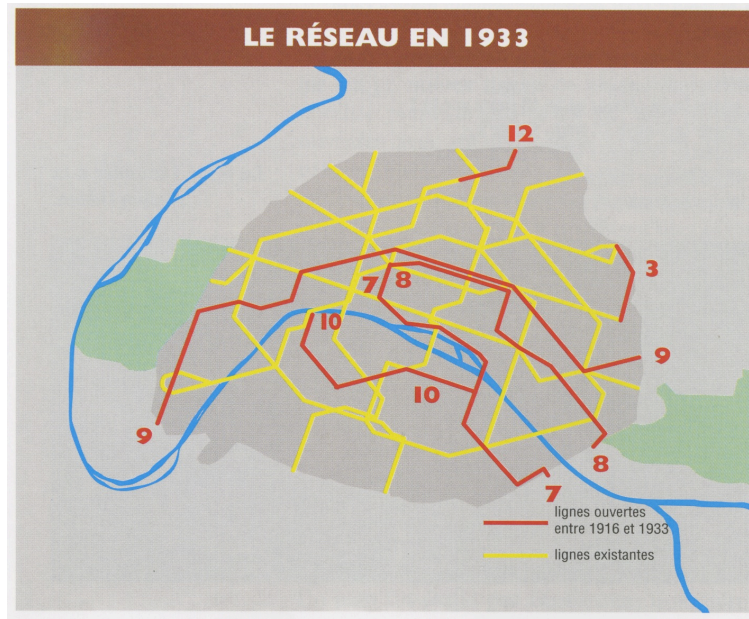 LE RÉSEAU EN 1933
12
3
7
8
10
9
10
9
8
7
lignes ouvertes
entre 1916 et 1933
lignes existantes